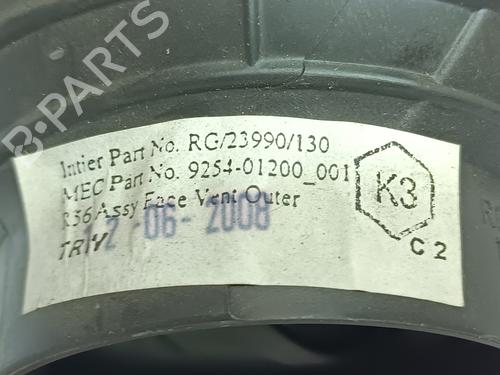 B-PARTS
Intier Part No. RG/23990/130
MEC Part No. 9254-01200_001
R56 Assy Face Vent Outer
12-06-2008
TRIV
K3
C2